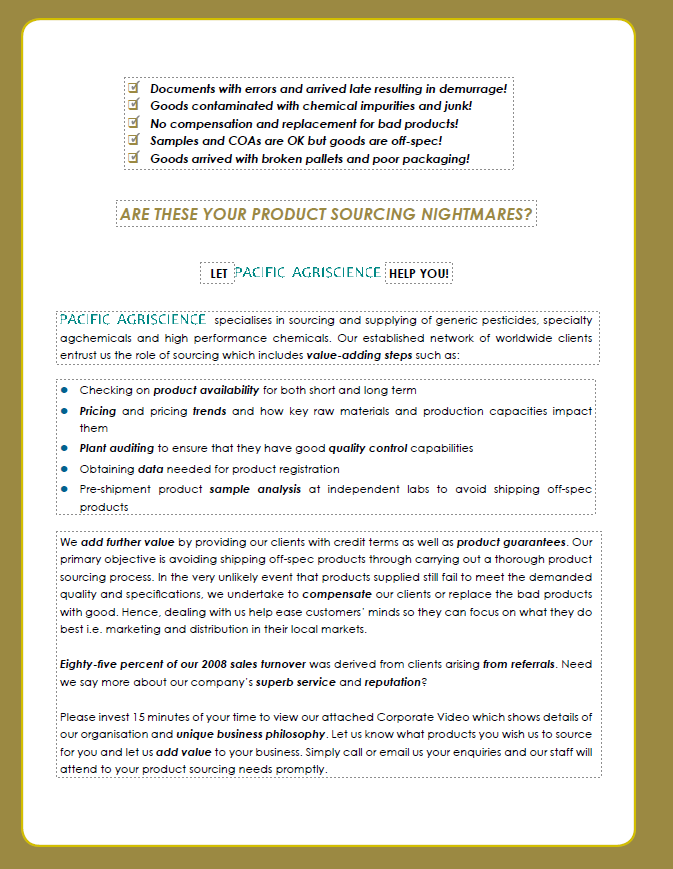 Documents with errors and arrived late resulting in demurrage!
Goods contaminated with chemical impurities and junk!
No compensation and replacement for bad products!
Samples and COAs are OK but goods are off-spec!
Goods arrived with broken pallets and poor packaging!
ARE THESE YOUR PRODUCT SOURCING NIGHTMARES?
LET PACIFIC AGRISCIENCE HELP YOU!
PACIFIC AGRISCIENCE specialises in sourcing and supplying of generic pesticides, specialty
agchemicals and high performance chemicals. Our established network of worldwide clients
entrust us the role of sourcing which includes value-adding steps such as:
● Checking on product availability for both short and long term
● Pricing and pricing trends and how key raw materials and production capacities impact
them
● Plant auditing to ensure that they have good quality control capabilities
● Obtaining data needed for product registration
● Pre-shipment product sample analysis at independent labs to avoid shipping off-spec
products
We add further value by providing our clients with credit terms as well as product guarantees. Our
primary objective is avoiding shipping off-spec products through carrying out a thorough product
sourcing process. In the very unlikely event that products supplied still fail to meet the demanded
quality and specifications, we undertake to compensate our clients or replace the bad products
with good. Hence, dealing with us help ease customers' minds so they can focus on what they do
best i.e. marketing and distribution in their local markets.
Eighty-five percent of our 2008 sales turnover was derived from clients arising from referrals. Need
we say more about our company's superb service and reputation?
Please invest 15 minutes of your time to view our attached Corporate Video which shows details of
our organisation and unique business philosophy. Let us know what products you wish us to source
for you and let us add value to your business. Simply call or email us your enquiries and our staff will
attend to your product sourcing needs promptly.